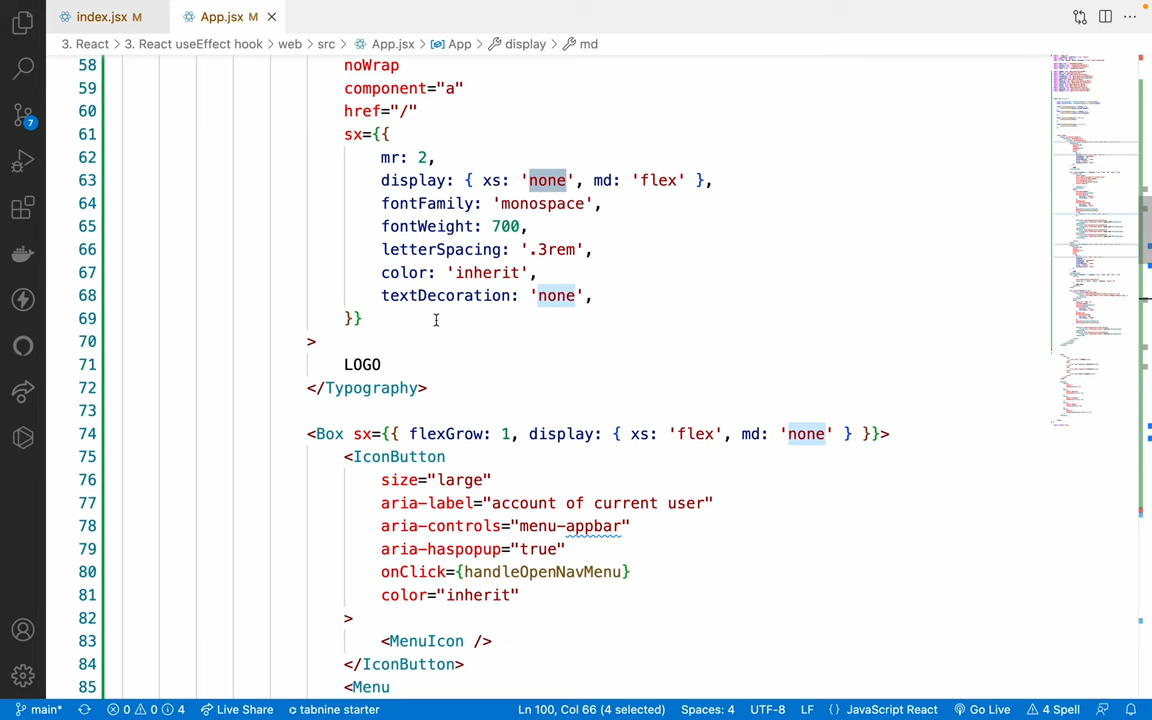 index.jsx M
App.jsx M
3. React > 3. React useEffect hook > web > src > App.jsx > App > display > md
58 noWrap
59 component="a"
60 href="/"
61 sx={{
62 mr: 2,
63 display: { xs: 'none', md: 'flex' },
64 fontFamily: 'monospace',
65 fontWeight: 700,
66 letterSpacing: '.3rem',
67 color: 'inherit',
68 textDecoration: 'none',
69 }}
70 >
71 LOGO
72 </Typography>
73
74 <Box sx={{ flexGrow: 1, display: { xs: 'flex', md: 'none' } }}>
75 <IconButton
76 size="large"
77 aria-label="account of current user"
78 aria-controls="menu-appbar"
79 aria-haspopup="true"
80 onClick={handleOpenNavMenu}
81 color="inherit"
82 >
83 <MenuIcon />
84 </IconButton>
85 <Menu
7
main* 0 0 4 Live Share tabnine starter Ln 100, Col 66 (4 selected) Spaces: 4 UTF-8 LF {} JavaScript React Go Live 4 Spell